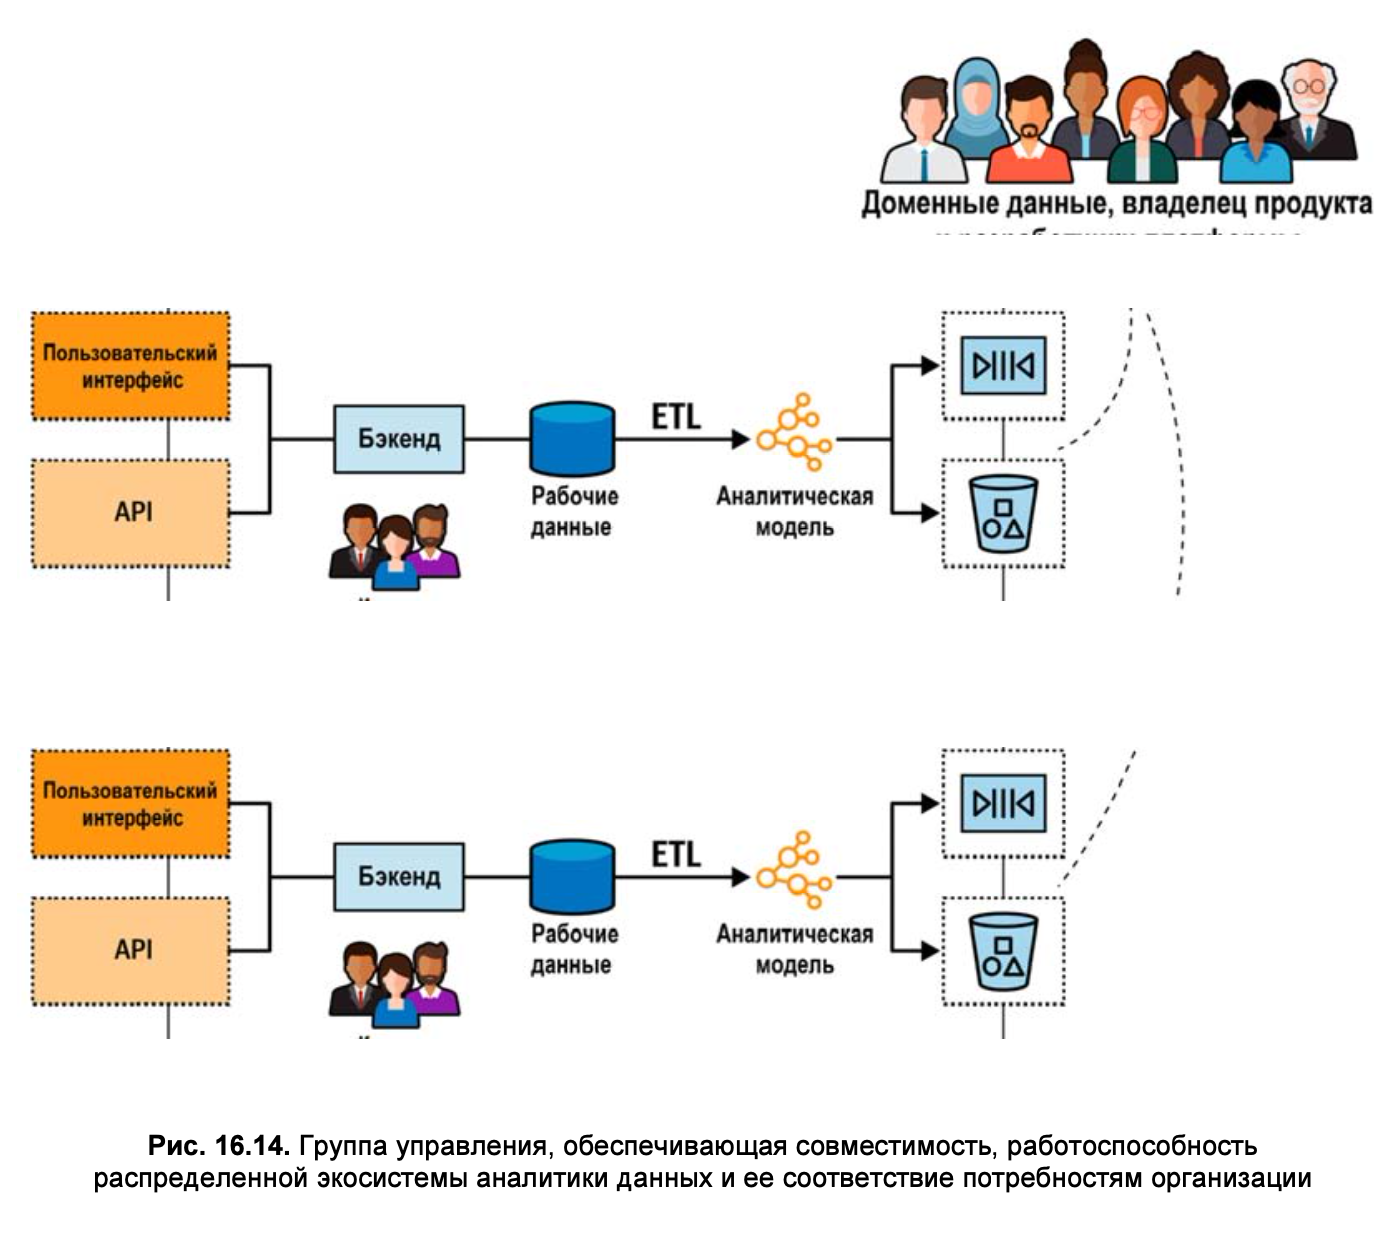 Доменные данные, владелец продукта
Пользовательский
интерфейс
API
Бэкенд
Рабочие
данные
ETL
Аналитическая
модель
Пользовательский
интерфейс
API
Бэкенд
Рабочие
данные
ETL
Аналитическая
модель
Рис. 16.14. Группа управления, обеспечивающая совместимость, работоспособность
распределенной экосистемы аналитики данных и ее соответствие потребностям организации